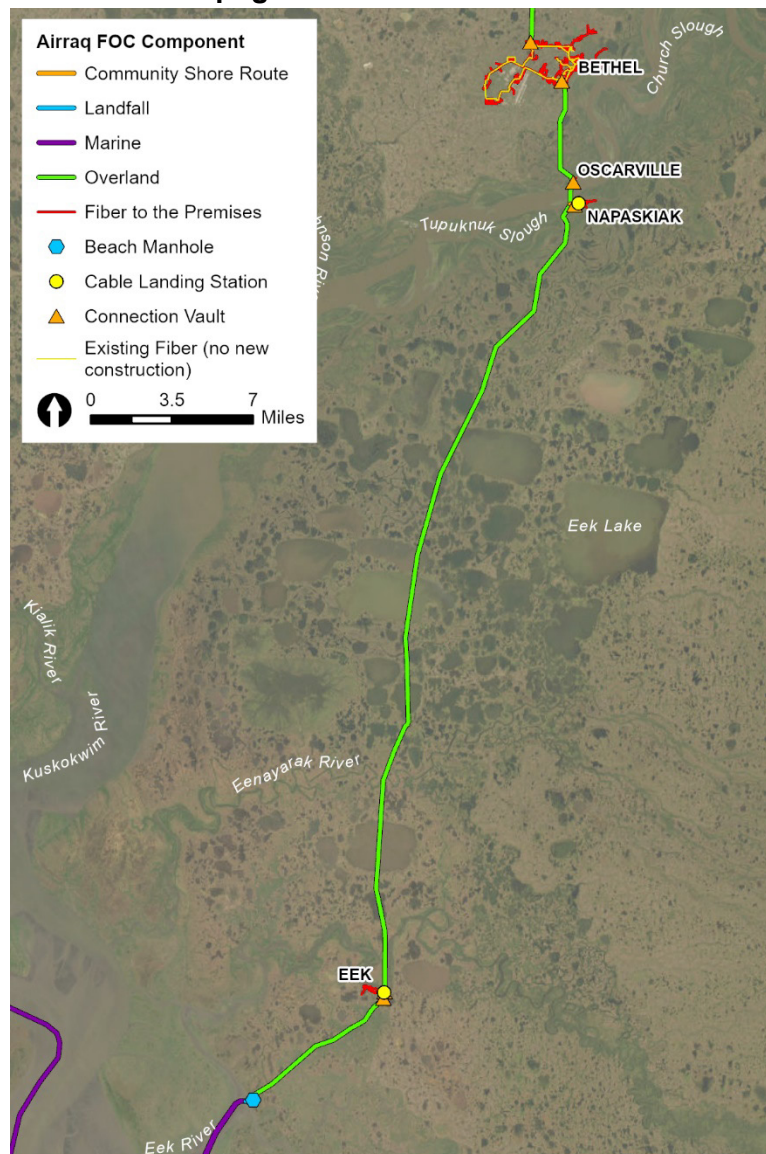 Airraq FOC Component
Community Shore Route
Landfall
Marine
Overland
Fiber to the Premises
Beach Manhole
Cable Landing Station
Connection Vault
Existing Fiber (no new
construction)
0 3.5 7
Miles
Church Slough
BETHEL
OSCARVILLE
NAPASKIAK
Tupuknuk Slough
Eek Lake
Kialik River
Kuskokwim River
Eenayarak River
EEK
Eek River